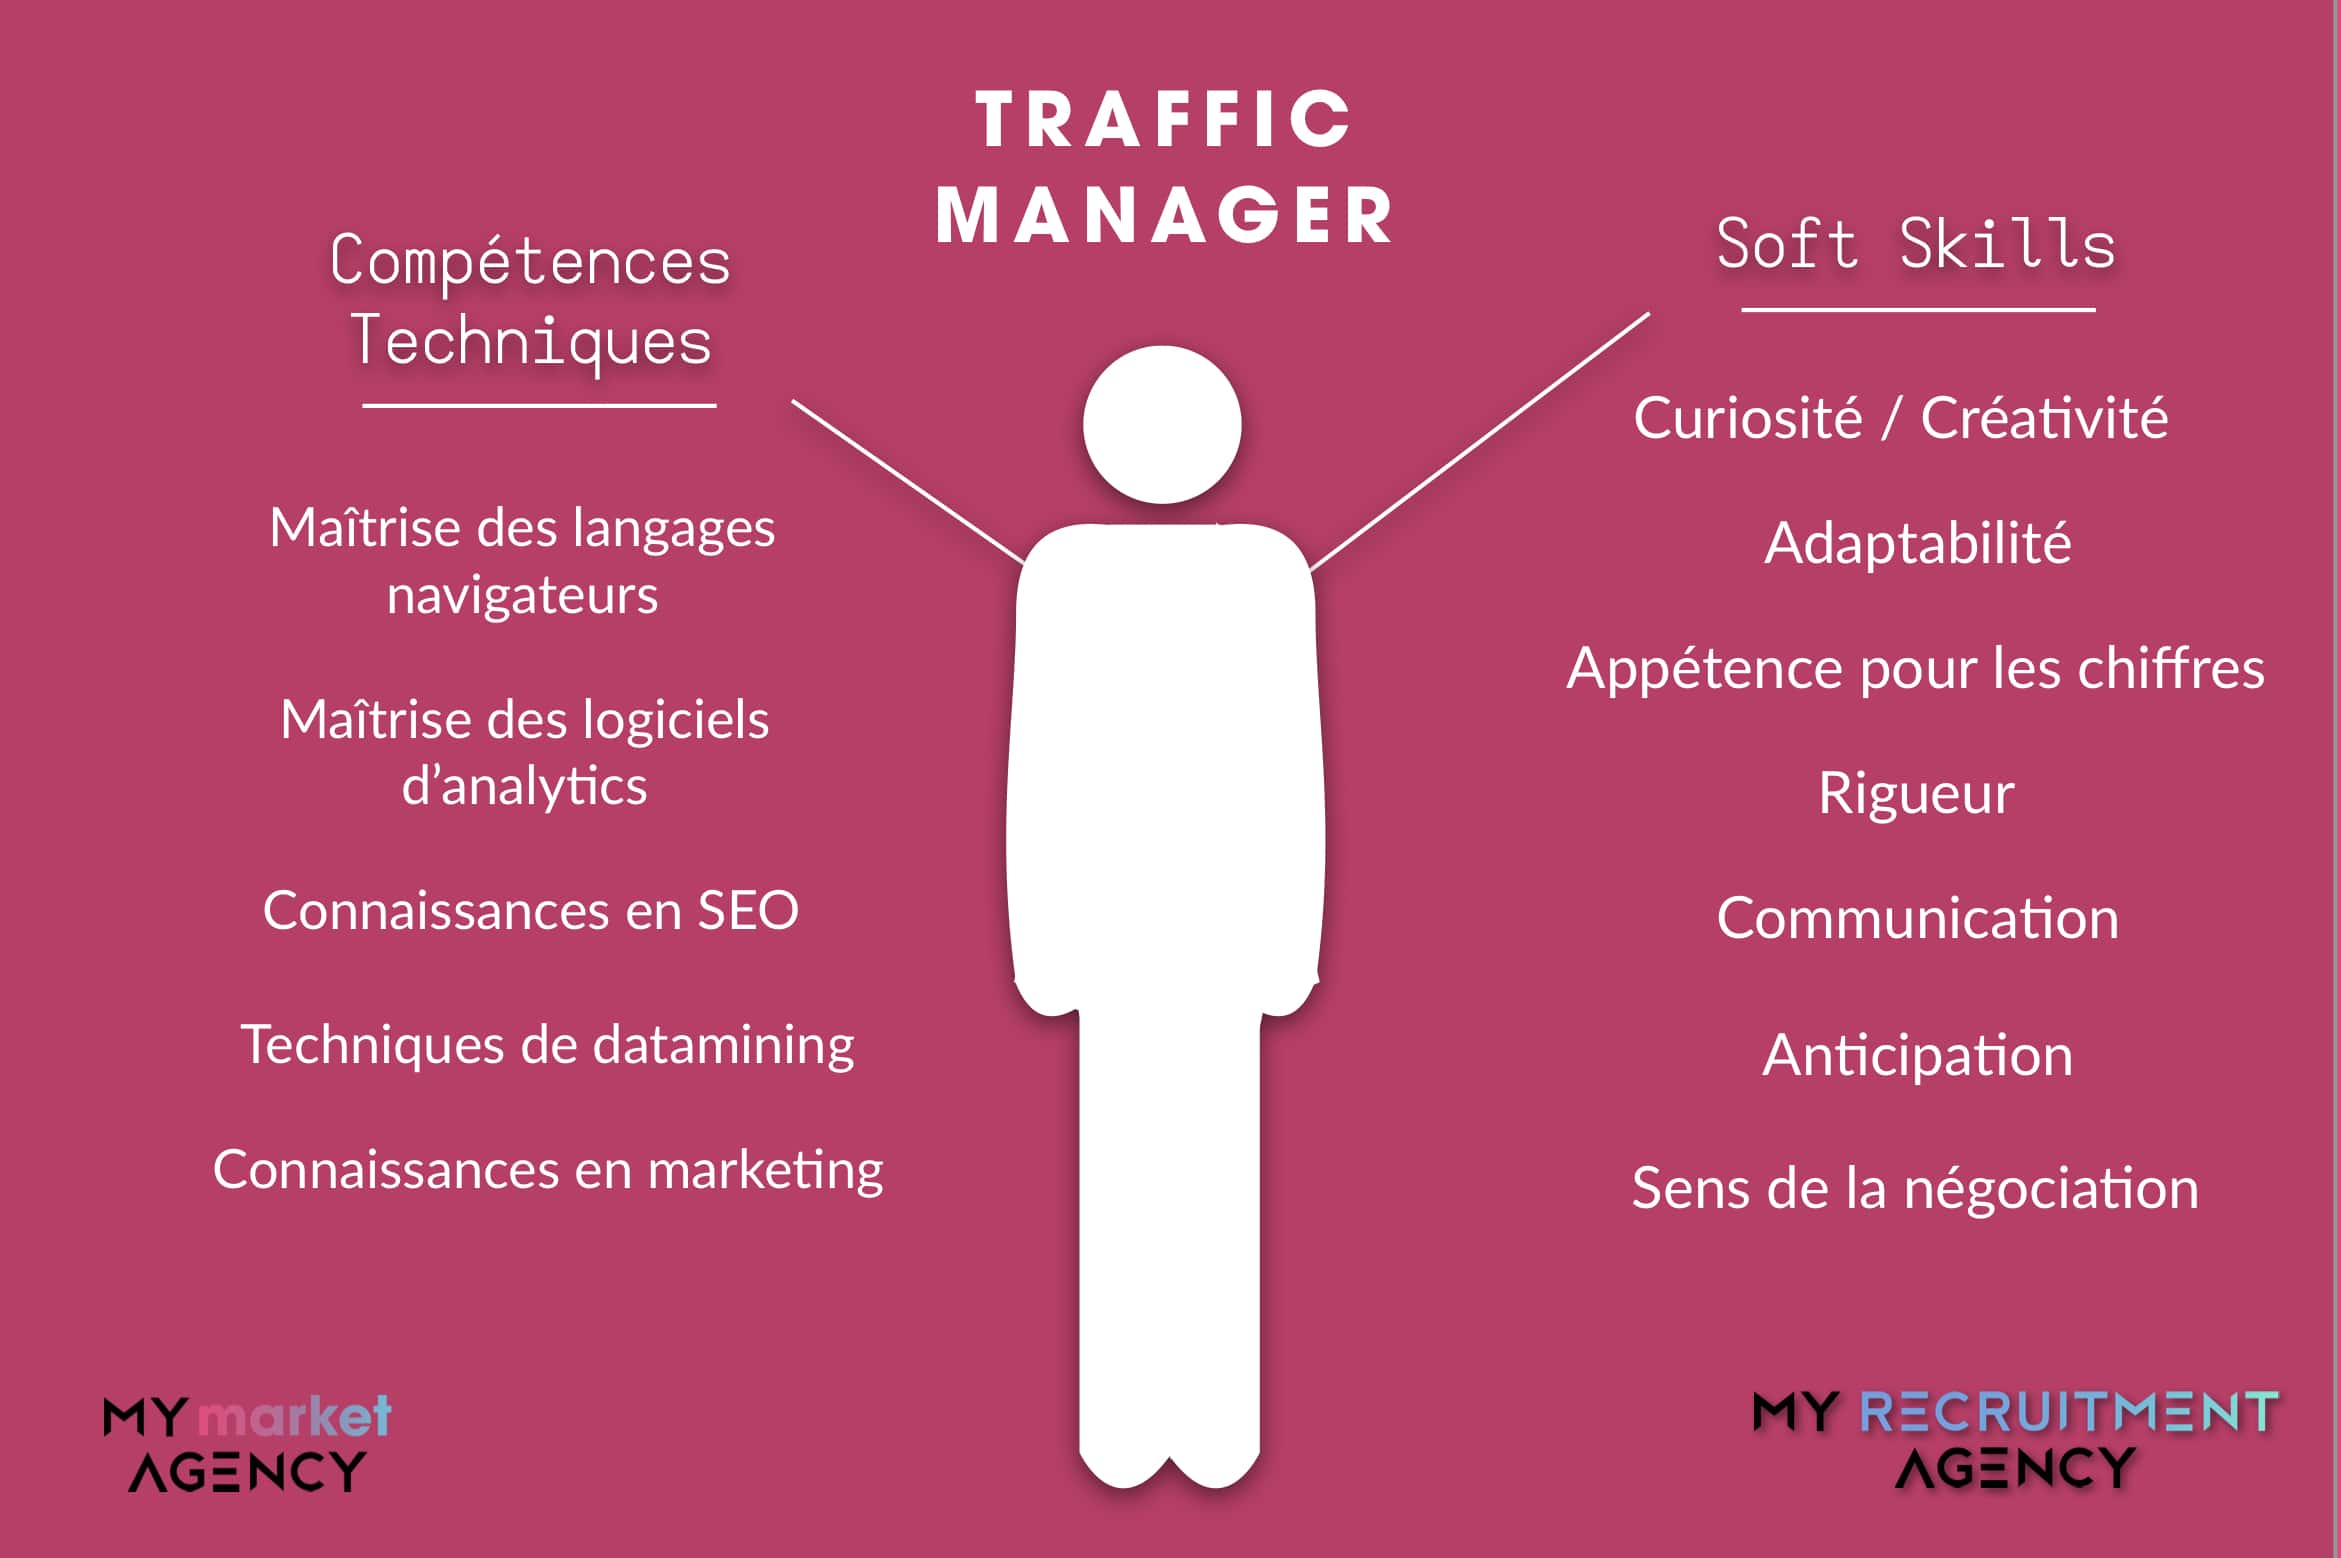 TRAFFIC
MANAGER
Compétences
Techniques
Maîtrise des langages
navigateurs
Maîtrise des logiciels
d’analytics
Connaissances en SEO
Techniques de datamining
Connaissances en marketing
Soft Skills
Curiosité / Créativité
Adaptabilité
Appétence pour les chiffres
Rigueur
Communication
Anticipation
Sens de la négociation
MY market
AGENCY
MY RECRUITMENT
AGENCY